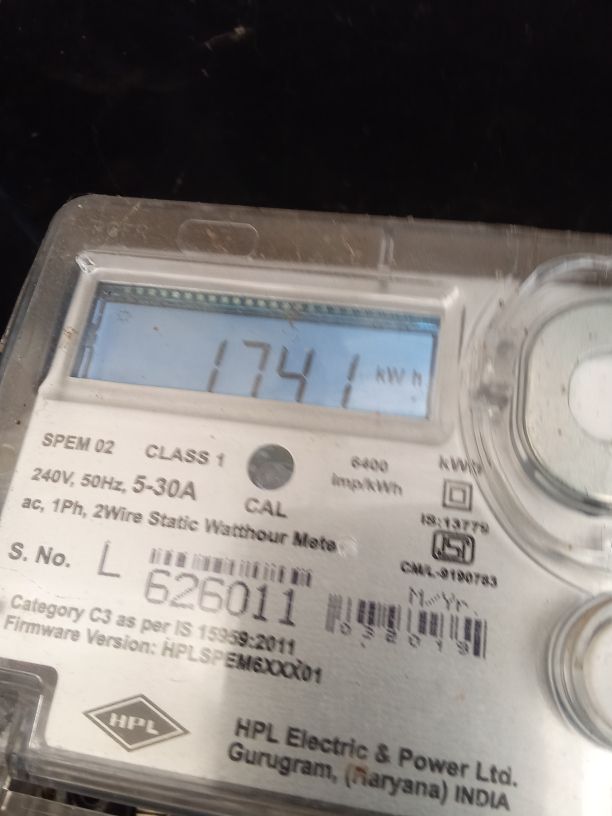 1741 kWh
SPEM 02 CLASS 1
6400 imp/kWh
240V, 50Hz, 5-30A
CAL
ac, 1Ph, 2Wire Static Watthour Mete
IS:13779
CM/L-9190783
S. No. L 626011
M Yr.
032019
Category C3 as per IS 15959:2011
Firmware Version: HPLSPEM6XXX01
HPL
HPL Electric & Power Ltd.
Gurugram, (Haryana) INDIA